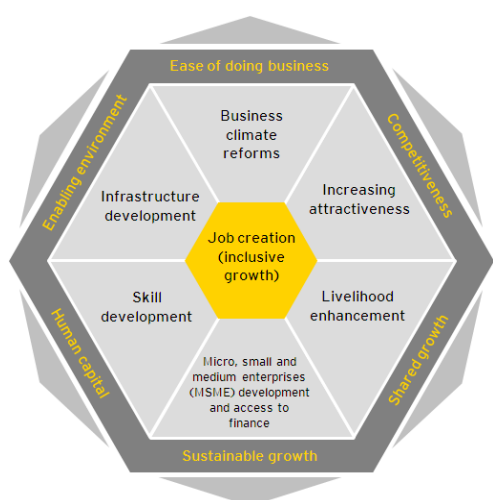 Ease of doing business
Enabling environment
Competitiveness
Business
climate
reforms
Infrastructure
development
Increasing
attractiveness
Job creation
(inclusive
growth)
Skill
development
Livelihood
enhancement
Micro, small and
medium enterprises
(MSME) development
and access to
finance
Human capital
Shared growth
Sustainable growth